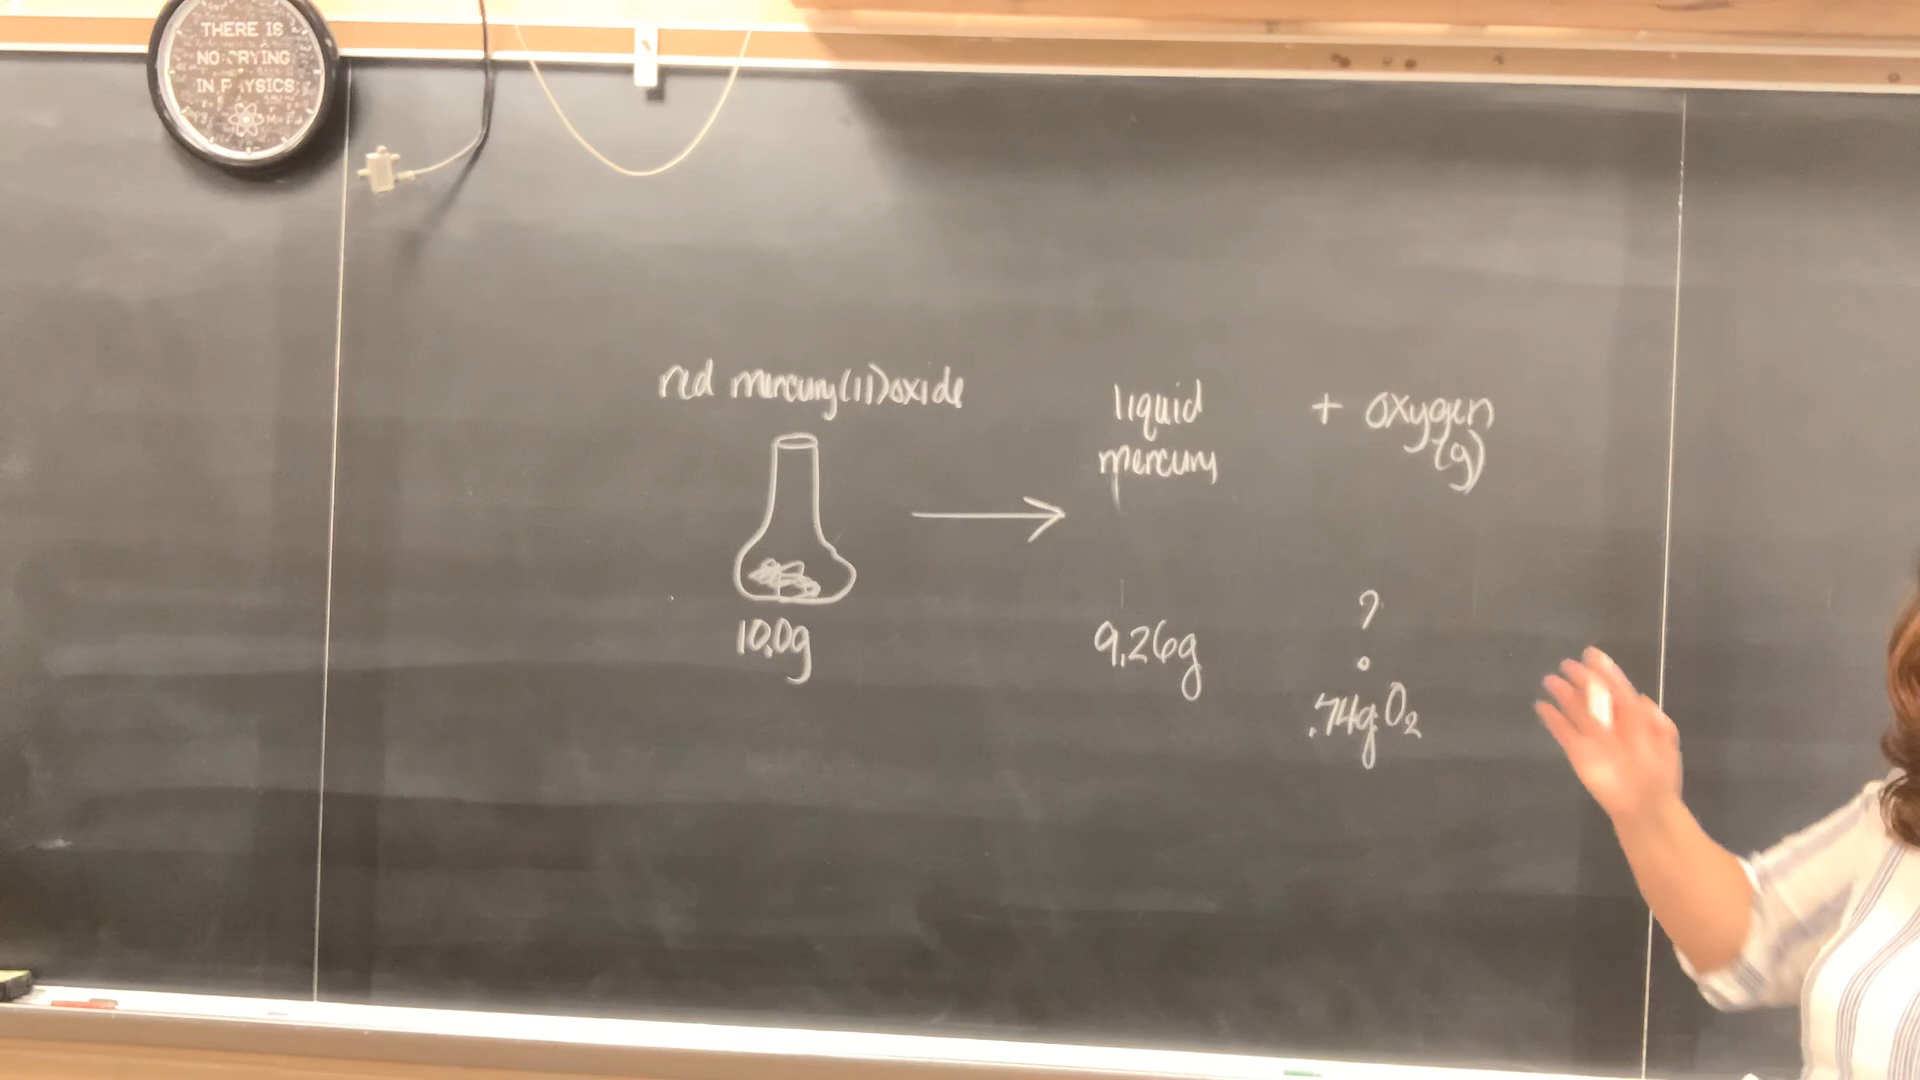 THERE IS
NO CRYING
IN PHYSICS
red mercury(II)oxide
liquid
mercury
+ oxygen
(g)
10.0g
9.26g
?
.74g O2